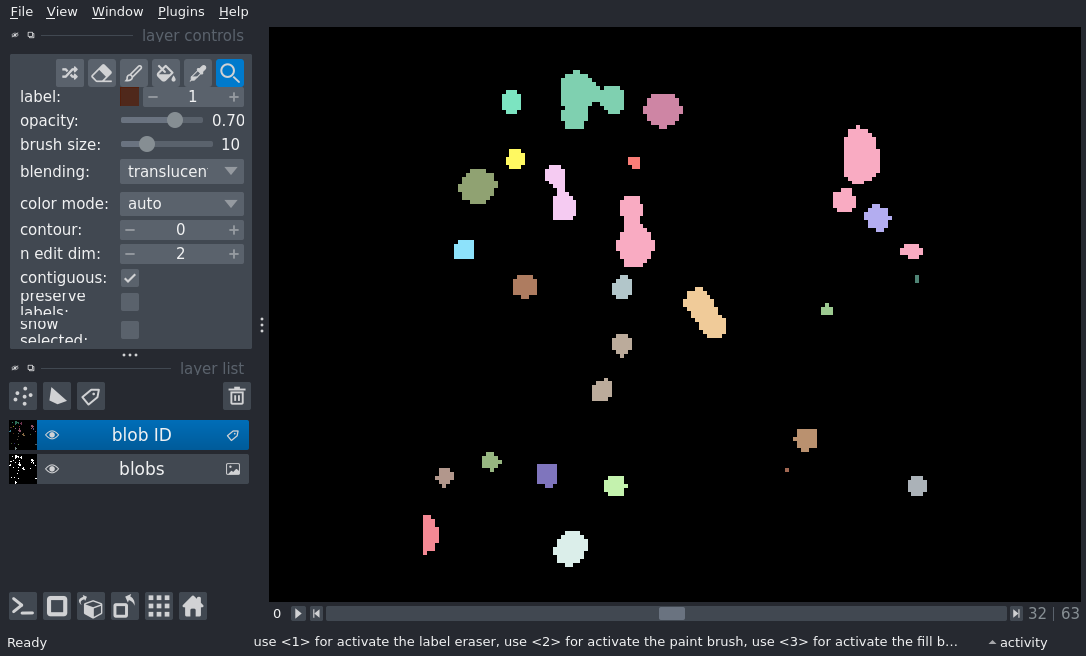 File View Window Plugins Help
layer controls
label: 1
opacity: 0.70
brush size: 10
blending: translucen
color mode: auto
contour: 0
n edit dim: 2
contiguous:
preserve
labels:
show
selected:
layer list
blob ID
blobs
0 32 63
Ready use <1> for activate the label eraser, use <2> for activate the paint brush, use <3> for activate the fill b... activity